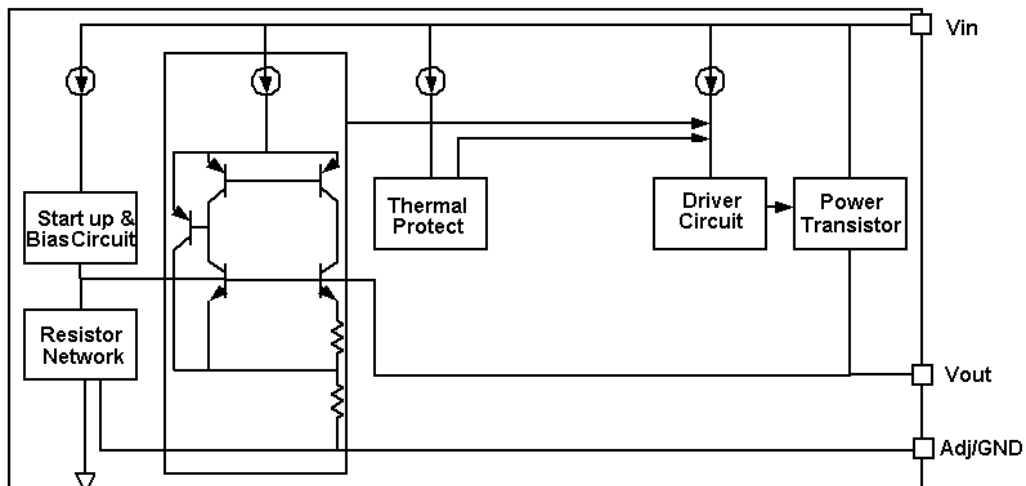 Vin
Start up &
Bias Circuit
Thermal
Protect
Driver
Circuit
Power
Transistor
Resistor
Network
Vout
Adj/GND